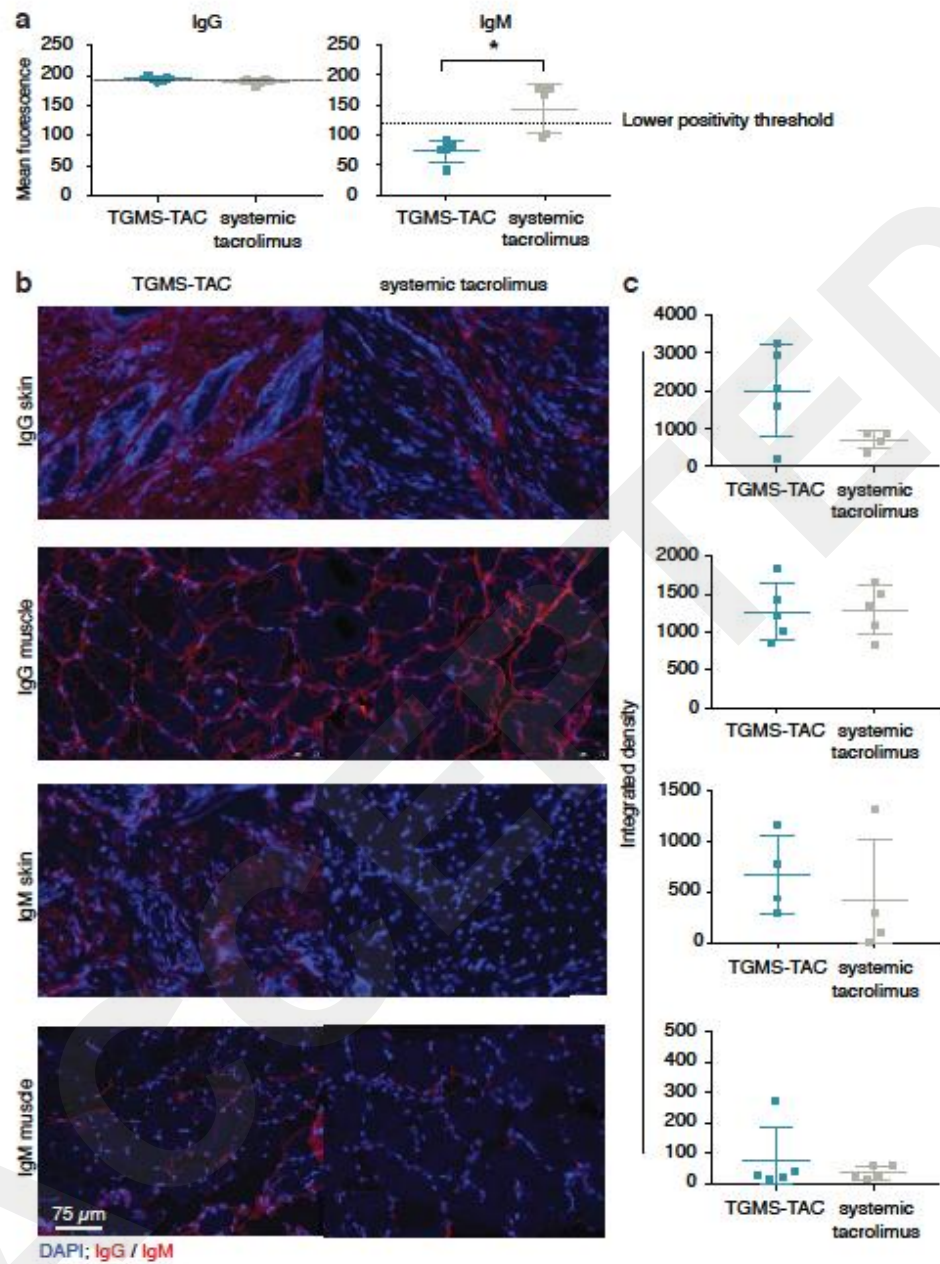 a
IgG
IgM
Mean fluorescence
250
200
150
100
50
0
TGMS-TAC
systemic
tacrolimus
250
200
150
100
50
0
*
TGMS-TAC
systemic
tacrolimus
Lower positivity threshold
b
TGMS-TAC
systemic tacrolimus
IgG skin
IgG muscle
IgM skin
IgM muscle
75 µm
DAPI; IgG / IgM
c
Integrated density
4000
3000
2000
1000
0
TGMS-TAC
systemic
tacrolimus
2000
1500
1000
500
0
TGMS-TAC
systemic
tacrolimus
1500
1000
500
0
TGMS-TAC
systemic
tacrolimus
500
400
300
200
100
0
TGMS-TAC
systemic
tacrolimus
ACCEPTED